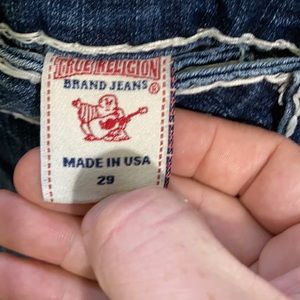 TRUE RELIGION
BRAND JEANS®
MADE IN USA
29